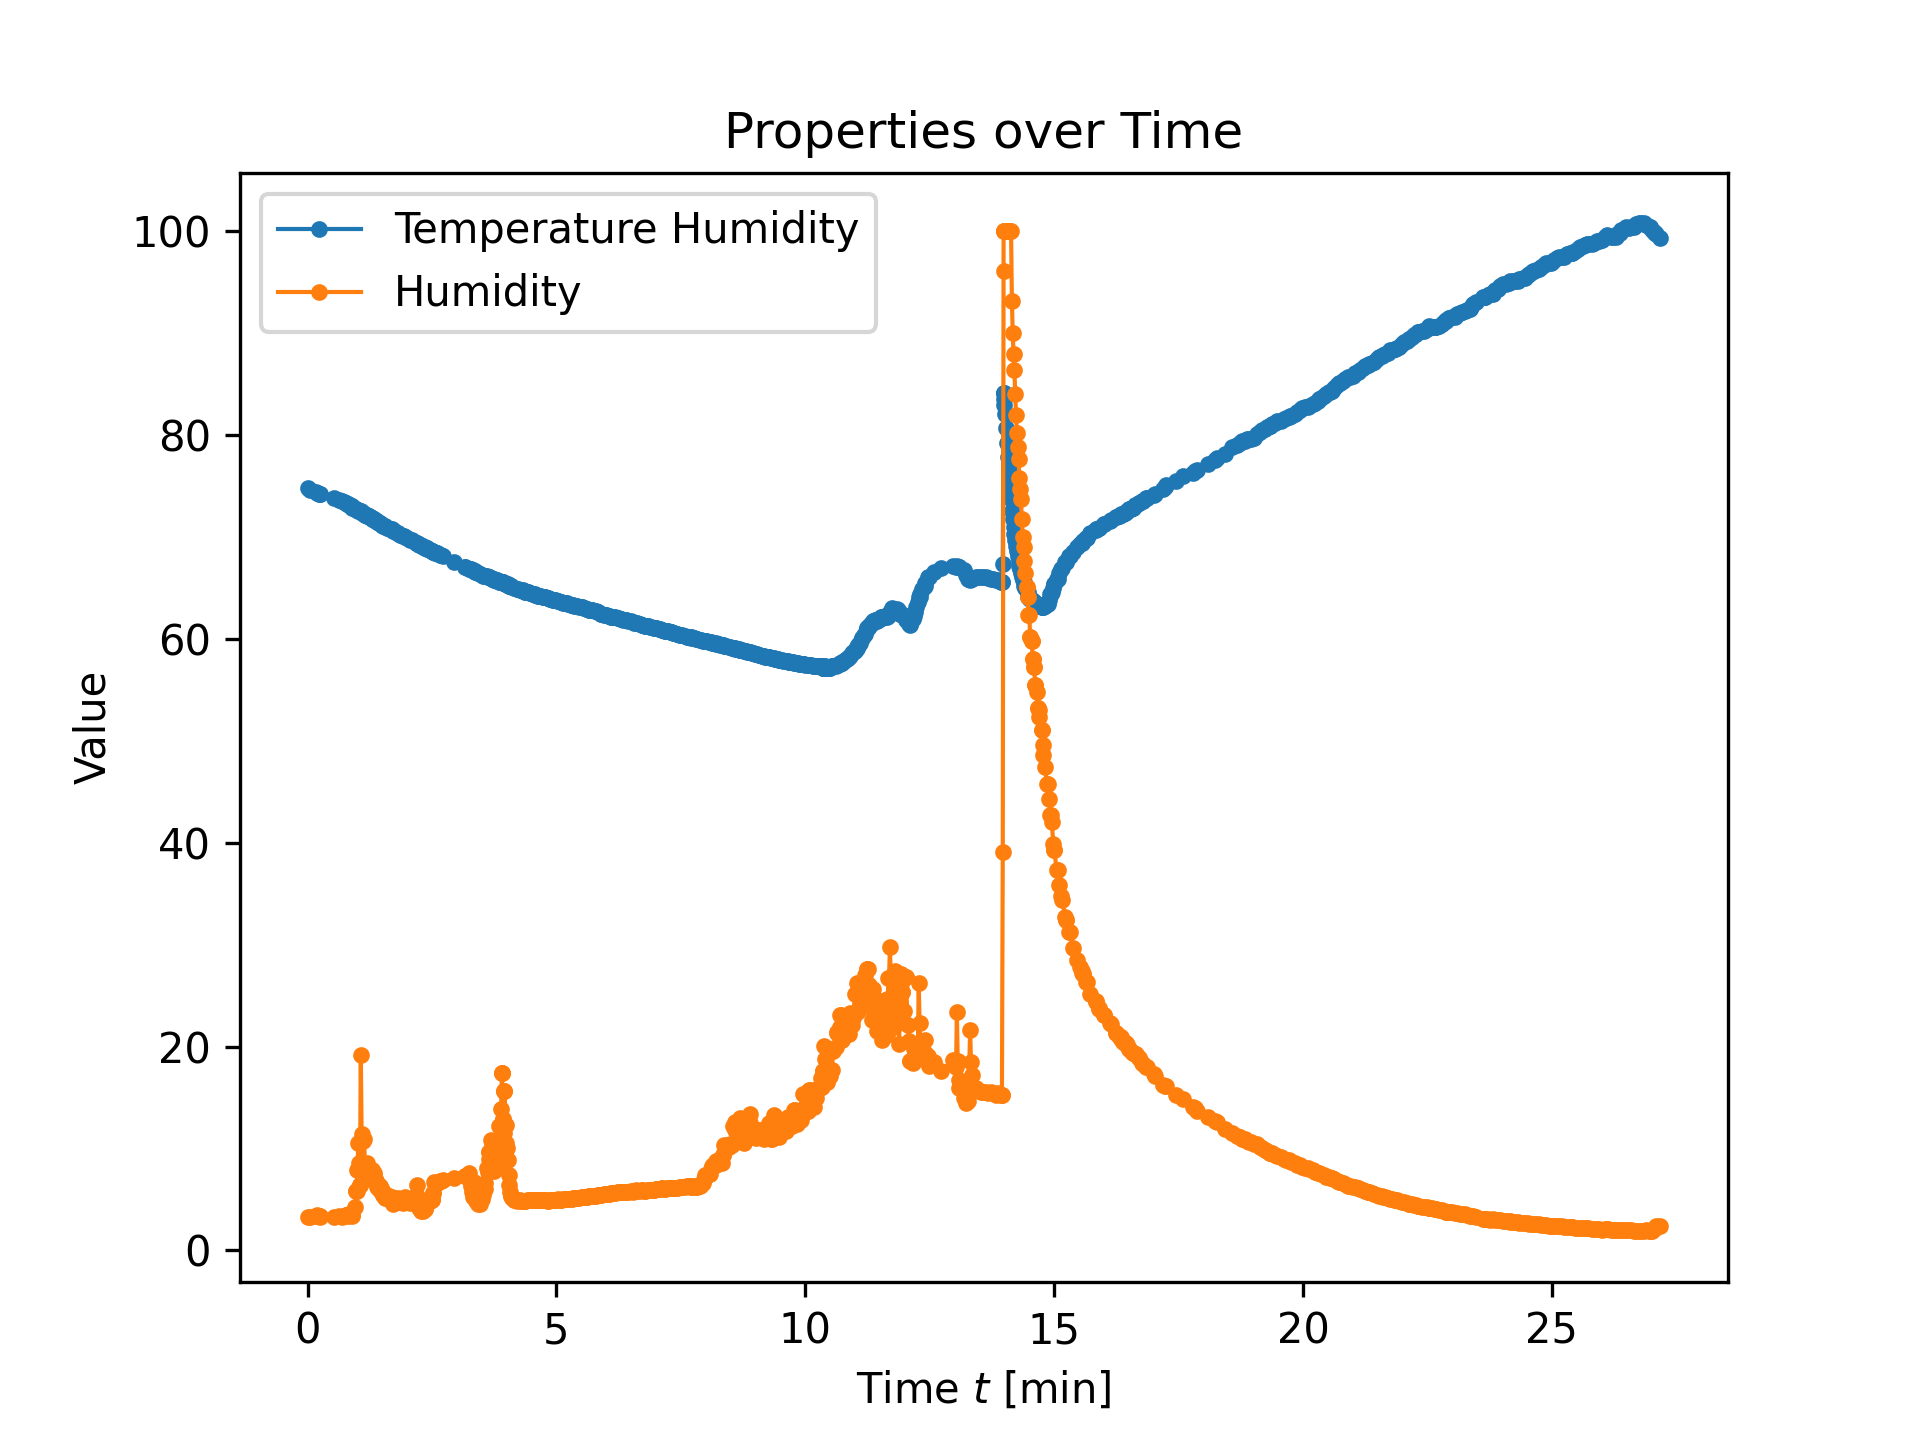 Properties over Time
Temperature Humidity
Humidity
100
80
60
40
20
0
Value
0 5 10 15 20 25
Time t [min]